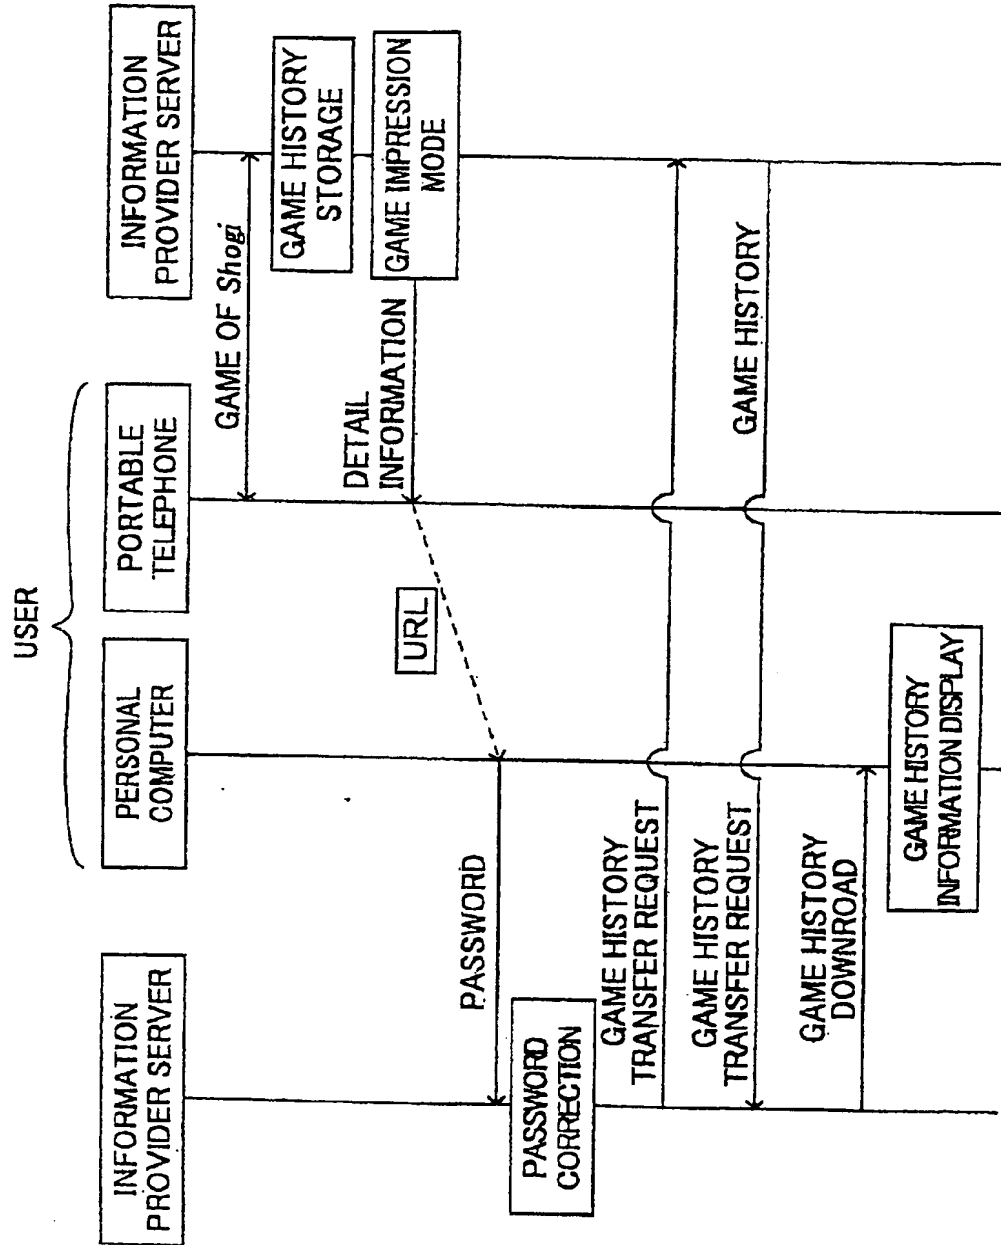 USER
INFORMATION
PROVIDER SERVER
PERSONAL
COMPUTER
PORTABLE
TELEPHONE
INFORMATION
PROVIDER SERVER
GAME OF Shogi
GAME HISTORY
STORAGE
DETAIL
INFORMATION
GAME IMPRESSION
MODE
URL
PASSWORD
PASSWORD
CORRECTION
GAME HISTORY
TRANSFER REQUEST
GAME HISTORY
TRANSFER REQUEST
GAME HISTORY
GAME HISTORY
DOWNROAD
GAME HISTORY
INFORMATION DISPLAY